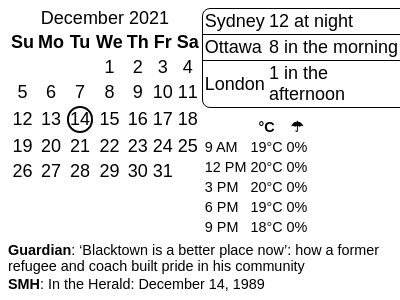 December 2021
Su Mo Tu We Th Fr Sa
1 2 3 4
5 6 7 8 9 10 11
12 13 14 15 16 17 18
19 20 21 22 23 24 25
26 27 28 29 30 31
Sydney 12 at night
Ottawa 8 in the morning
London 1 in the
afternoon
°C ☂
9 AM 19°C 0%
12 PM 20°C 0%
3 PM 20°C 0%
6 PM 19°C 0%
9 PM 18°C 0%
Guardian: ‘Blacktown is a better place now’: how a former
refugee and coach built pride in his community
SMH: In the Herald: December 14, 1989